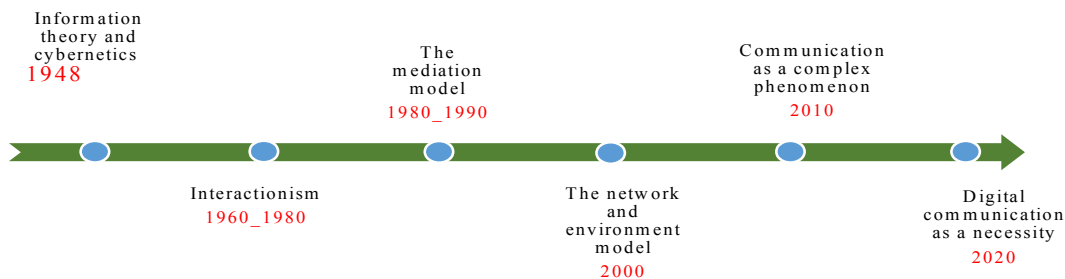 Information
theory and
cybernetics
1948
Interactionism
1960_1980
The
mediation
model
1980_1990
The network
and
environment
model
2000
Communication
as a complex
phenomenon
2010
Digital
communication
as a necessity
2020